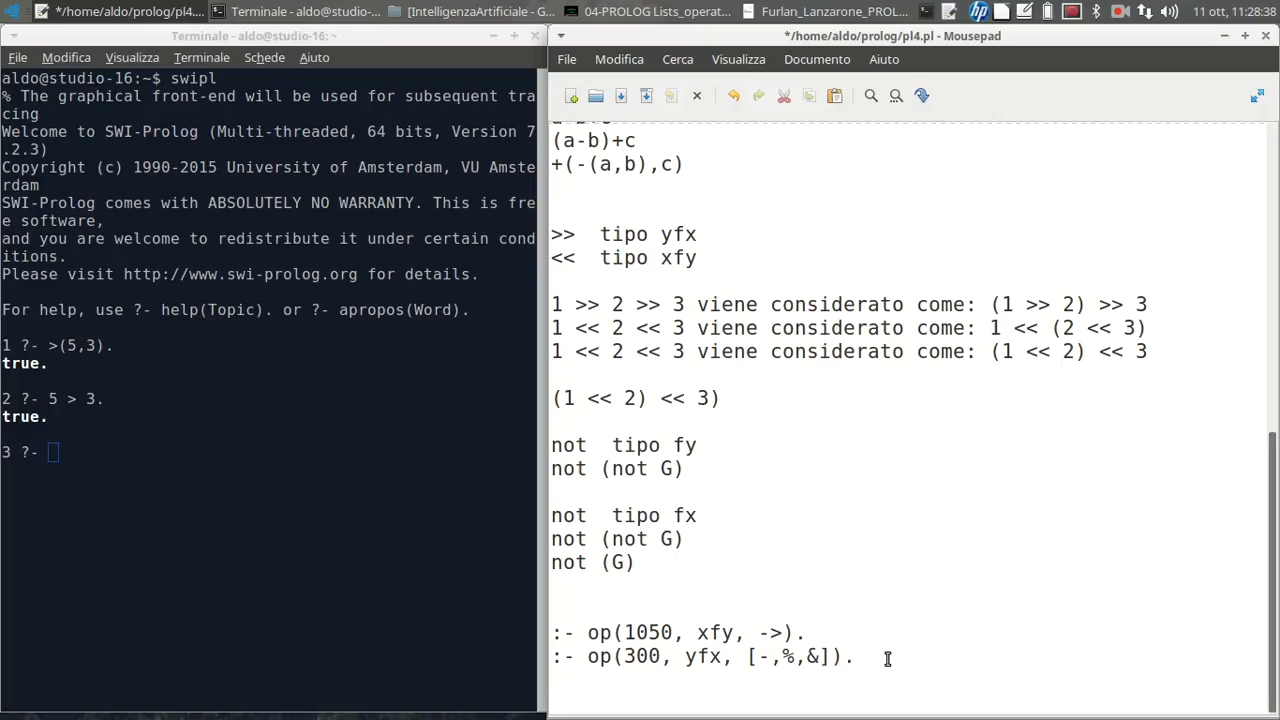 */home/aldo/prolog/pl4....
Terminale - aldo@studio-...
[IntelligenzaArtificiale - G...
04-PROLOG Lists_operat...
Furlan_Lanzarone_PROL...
11 ott, 11:28:38
Terminale - aldo@studio-16: ~
File Modifica Visualizza Terminale Schede Aiuto
aldo@studio-16:~$ swipl
% The graphical front-end will be used for subsequent tra
cing
Welcome to SWI-Prolog (Multi-threaded, 64 bits, Version 7
.2.3)
Copyright (c) 1990-2015 University of Amsterdam, VU Amste
rdam
SWI-Prolog comes with ABSOLUTELY NO WARRANTY. This is fre
e software,
and you are welcome to redistribute it under certain cond
itions.
Please visit http://www.swi-prolog.org for details.
For help, use ?- help(Topic). or ?- apropos(Word).
1 ?- >(5,3).
true.
2 ?- 5 > 3.
true.
3 ?-
*/home/aldo/prolog/pl4.pl - Mousepad
File Modifica Cerca Visualizza Documento Aiuto
(a-b)+c
+(-(a,b),c)
>>  tipo yfx
<<  tipo xfy
1 >> 2 >> 3 viene considerato come: (1 >> 2) >> 3
1 << 2 << 3 viene considerato come: 1 << (2 << 3)
1 << 2 << 3 viene considerato come: (1 << 2) << 3
(1 << 2) << 3)
not  tipo fy
not (not G)
not  tipo fx
not (not G)
not (G)
:- op(1050, xfy, ->).
:- op(300, yfx, [-,%,&]).